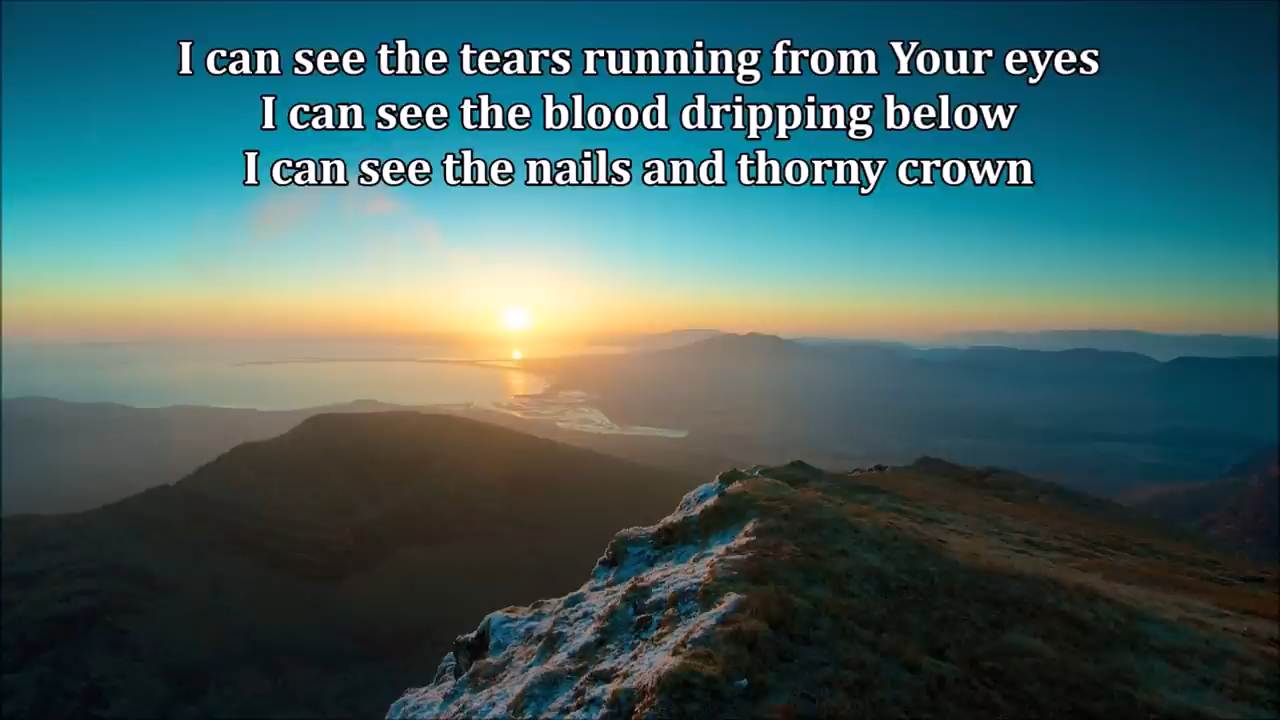 I can see the tears running from Your eyes
I can see the blood dripping below
I can see the nails and thorny crown